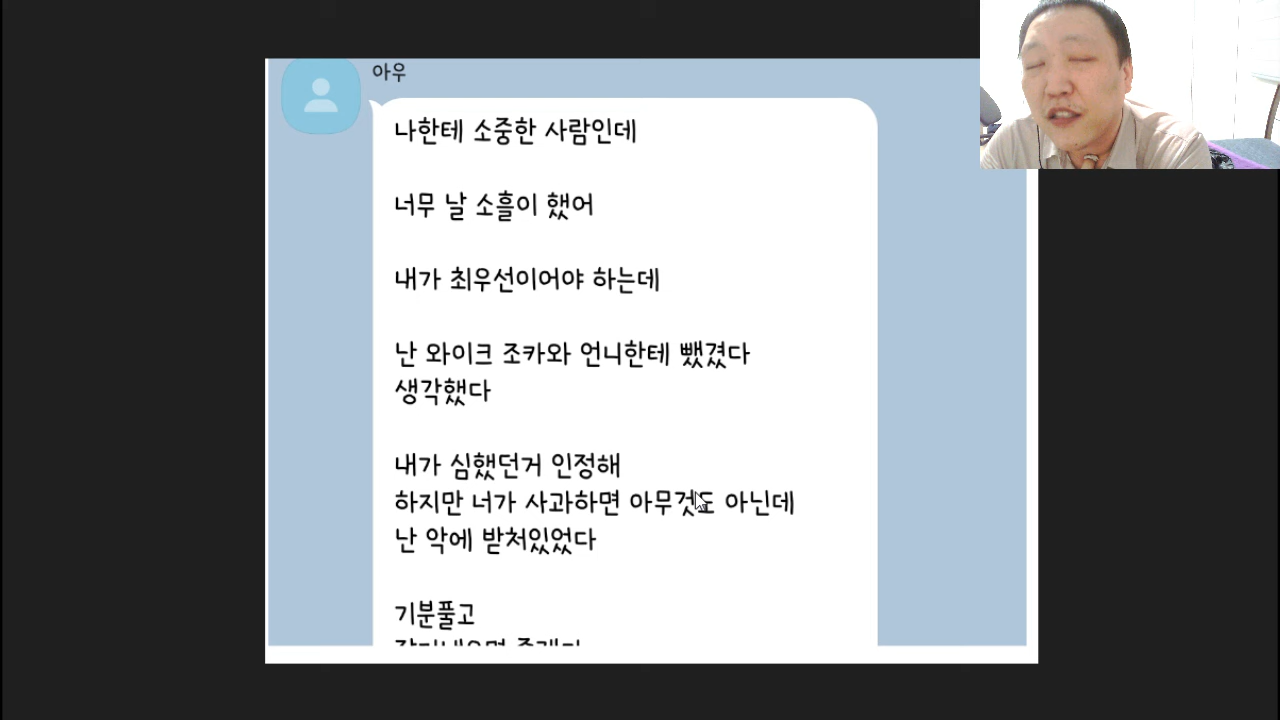 아우
나한테 소중한 사람인데
너무 날 소흘이 했어
내가 최우선이어야 하는데
난 와이크 조카와 언니한테 뺐겼다
생각했다
내가 심했던거 인정해
하지만 너가 사과하면 아무것도 아닌데
난 악에 받처있었다
기분풀고